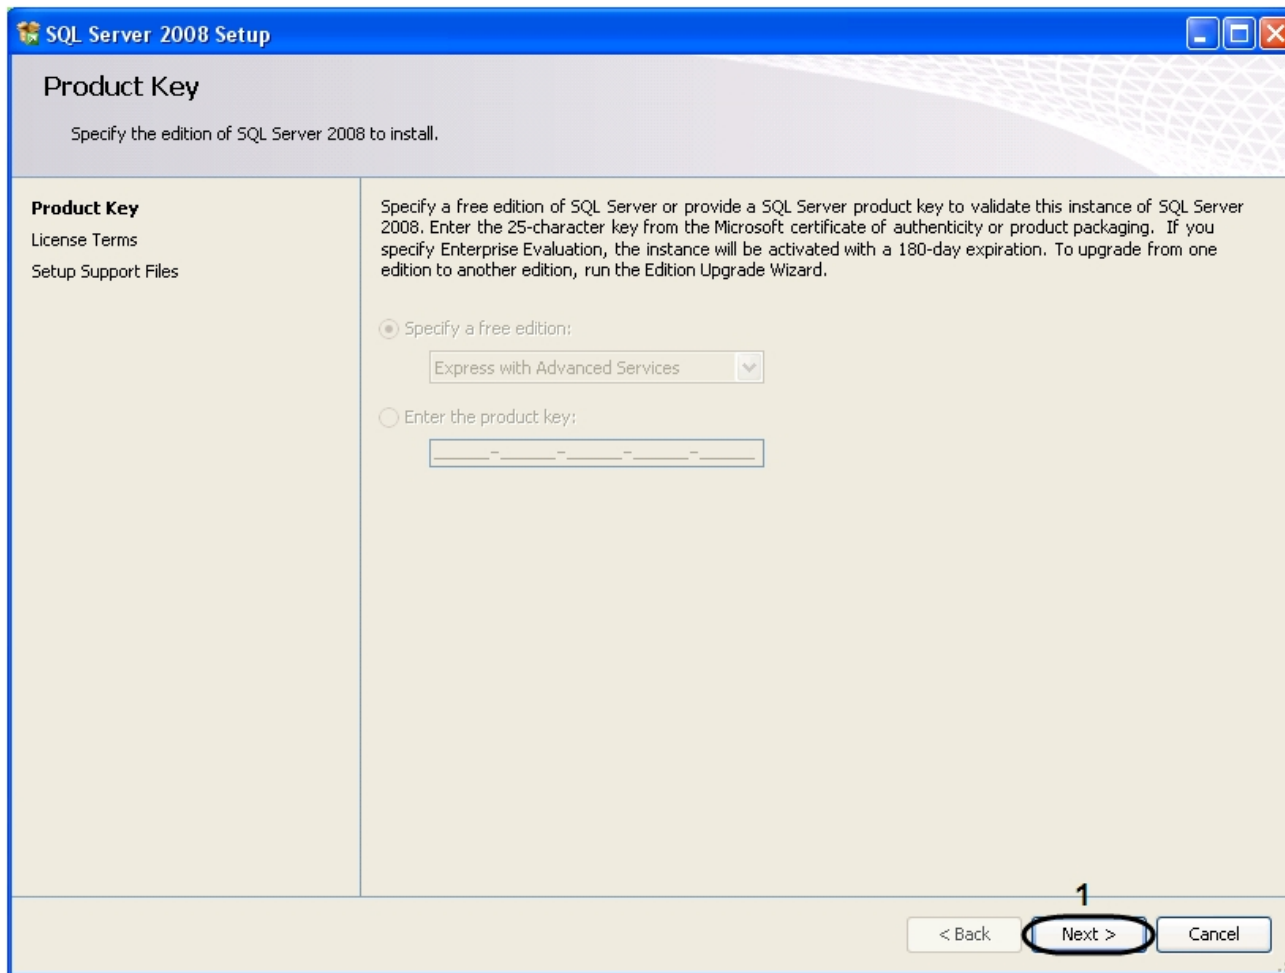 SQL Server 2008 Setup
Product Key
Specify the edition of SQL Server 2008 to install.
Product Key
License Terms
Setup Support Files
Specify a free edition of SQL Server or provide a SQL Server product key to validate this instance of SQL Server
2008. Enter the 25-character key from the Microsoft certificate of authenticity or product packaging.  If you
specify Enterprise Evaluation, the instance will be activated with a 180-day expiration. To upgrade from one
edition to another edition, run the Edition Upgrade Wizard.
Specify a free edition:
Express with Advanced Services
Enter the product key:
_____-_____-_____-_____-_____
1
< Back
Next >
Cancel